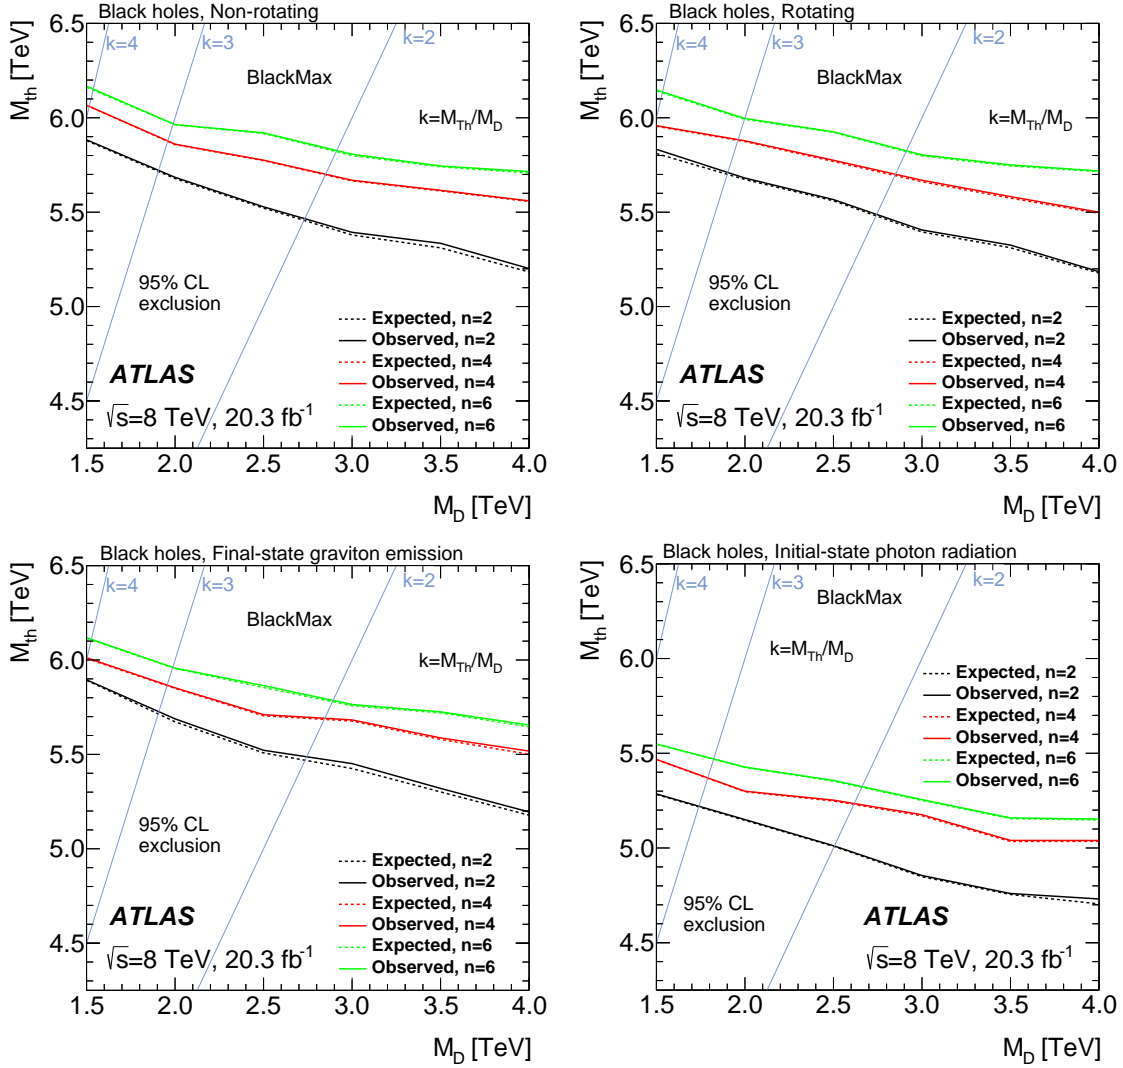 Black holes, Non-rotating
M_th [TeV]
6.5
6.0
5.5
5.0
4.5
k=4
k=3
k=2
BlackMax
k=M_Th/M_D
95% CL
exclusion
Expected, n=2
Observed, n=2
Expected, n=4
Observed, n=4
Expected, n=6
Observed, n=6
ATLAS
√s=8 TeV, 20.3 fb⁻¹
1.5 2.0 2.5 3.0 3.5 4.0
M_D [TeV]
Black holes, Rotating
M_th [TeV]
6.5
6.0
5.5
5.0
4.5
k=4
k=3
k=2
BlackMax
k=M_Th/M_D
95% CL
exclusion
Expected, n=2
Observed, n=2
Expected, n=4
Observed, n=4
Expected, n=6
Observed, n=6
ATLAS
√s=8 TeV, 20.3 fb⁻¹
1.5 2.0 2.5 3.0 3.5 4.0
M_D [TeV]
Black holes, Final-state graviton emission
M_th [TeV]
6.5
6.0
5.5
5.0
4.5
k=4
k=3
k=2
BlackMax
k=M_Th/M_D
95% CL
exclusion
Expected, n=2
Observed, n=2
Expected, n=4
Observed, n=4
Expected, n=6
Observed, n=6
ATLAS
√s=8 TeV, 20.3 fb⁻¹
1.5 2.0 2.5 3.0 3.5 4.0
M_D [TeV]
Black holes, Initial-state photon radiation
M_th [TeV]
6.5
6.0
5.5
5.0
4.5
k=4
k=3
k=2
BlackMax
k=M_Th/M_D
Expected, n=2
Observed, n=2
Expected, n=4
Observed, n=4
Expected, n=6
Observed, n=6
95% CL
exclusion
ATLAS
√s=8 TeV, 20.3 fb⁻¹
1.5 2.0 2.5 3.0 3.5 4.0
M_D [TeV]